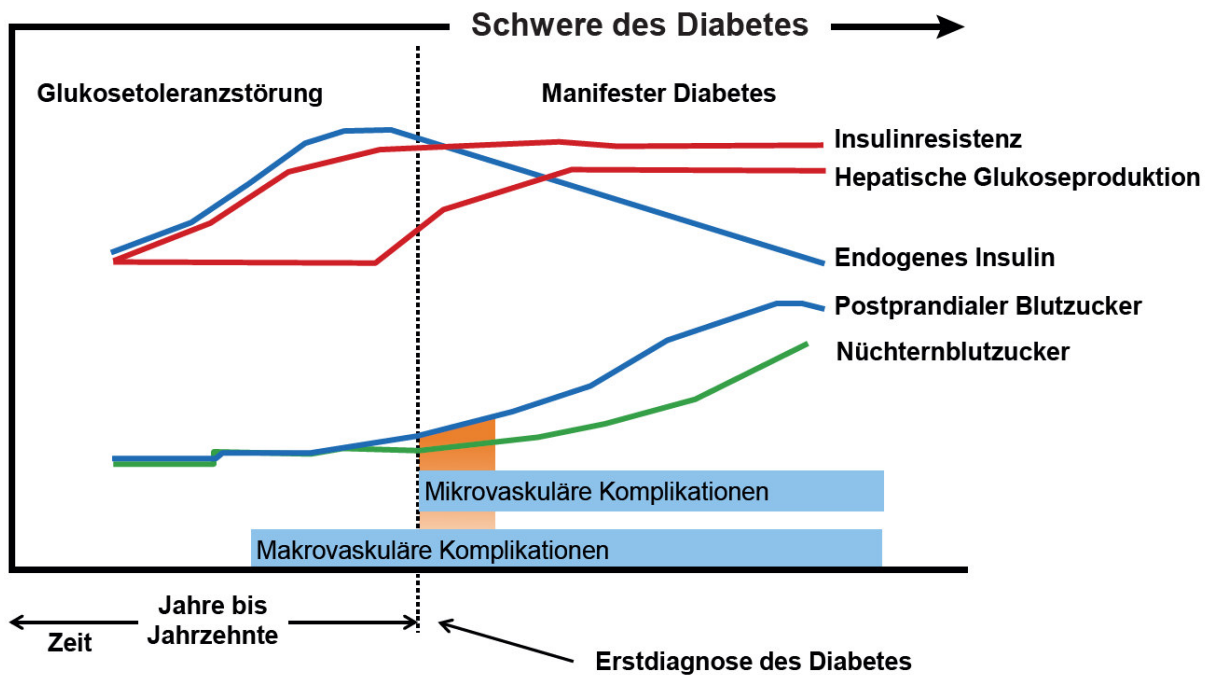 Schwere des Diabetes
Glukosetoleranzstörung
Manifester Diabetes
Insulinresistenz
Hepatische Glukoseproduktion
Endogenes Insulin
Postprandialer Blutzucker
Nüchternblutzucker
Mikrovaskuläre Komplikationen
Makrovaskuläre Komplikationen
Jahre bis
Jahrzehnte
Zeit
Erstdiagnose des Diabetes